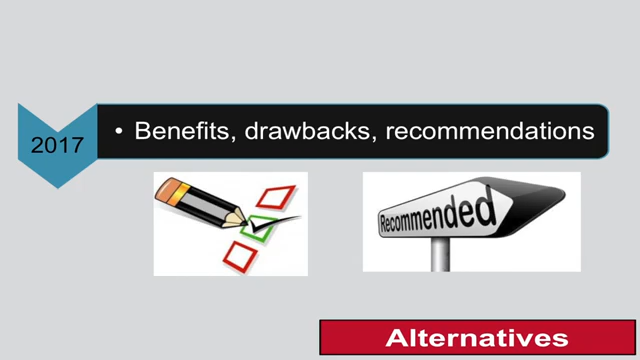 2017
• Benefits, drawbacks, recommendations
Recommended
Alternatives